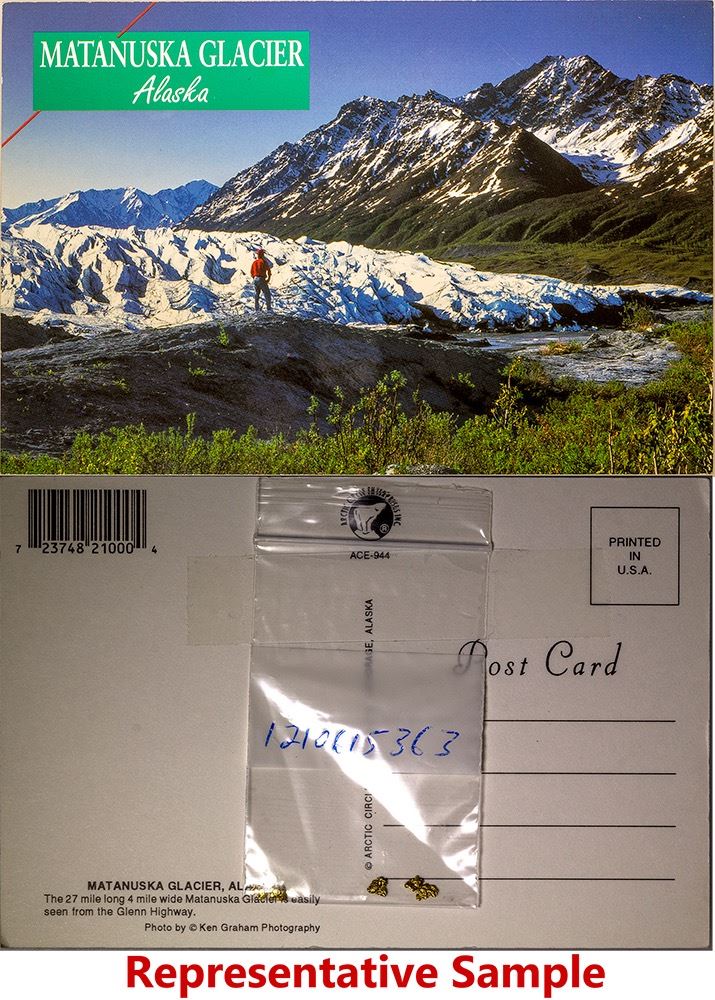 MATANUSKA GLACIER
Alaska
7 23748 21000 4
ENTERPRISES INC.
®
ACE-944
PRINTED
IN
U.S.A.
ALASKA
Post Card
1210615363
© ARCTIC
MATANUSKA GLACIER,
The 27 mile long 4 mile wide Matanuska Glacier is easily
seen from the Glenn Highway.
Photo by © Ken Graham Photography
Representative Sample